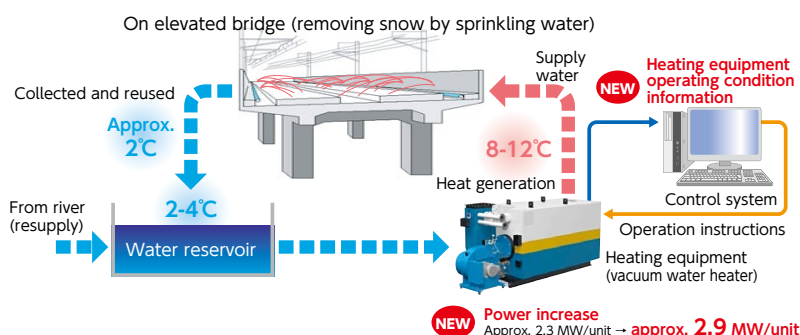 On elevated bridge (removing snow by sprinkling water)
Supply
water
NEW
Heating equipment
operating condition
information
Collected and reused
Approx.
2℃
8-12℃
Heat generation
Control system
From river
(resupply)
2-4℃
Water reservoir
Operation instructions
Heating equipment
(vacuum water heater)
NEW
Power increase
Approx. 2.3 MW/unit → approx. 2.9 MW/unit